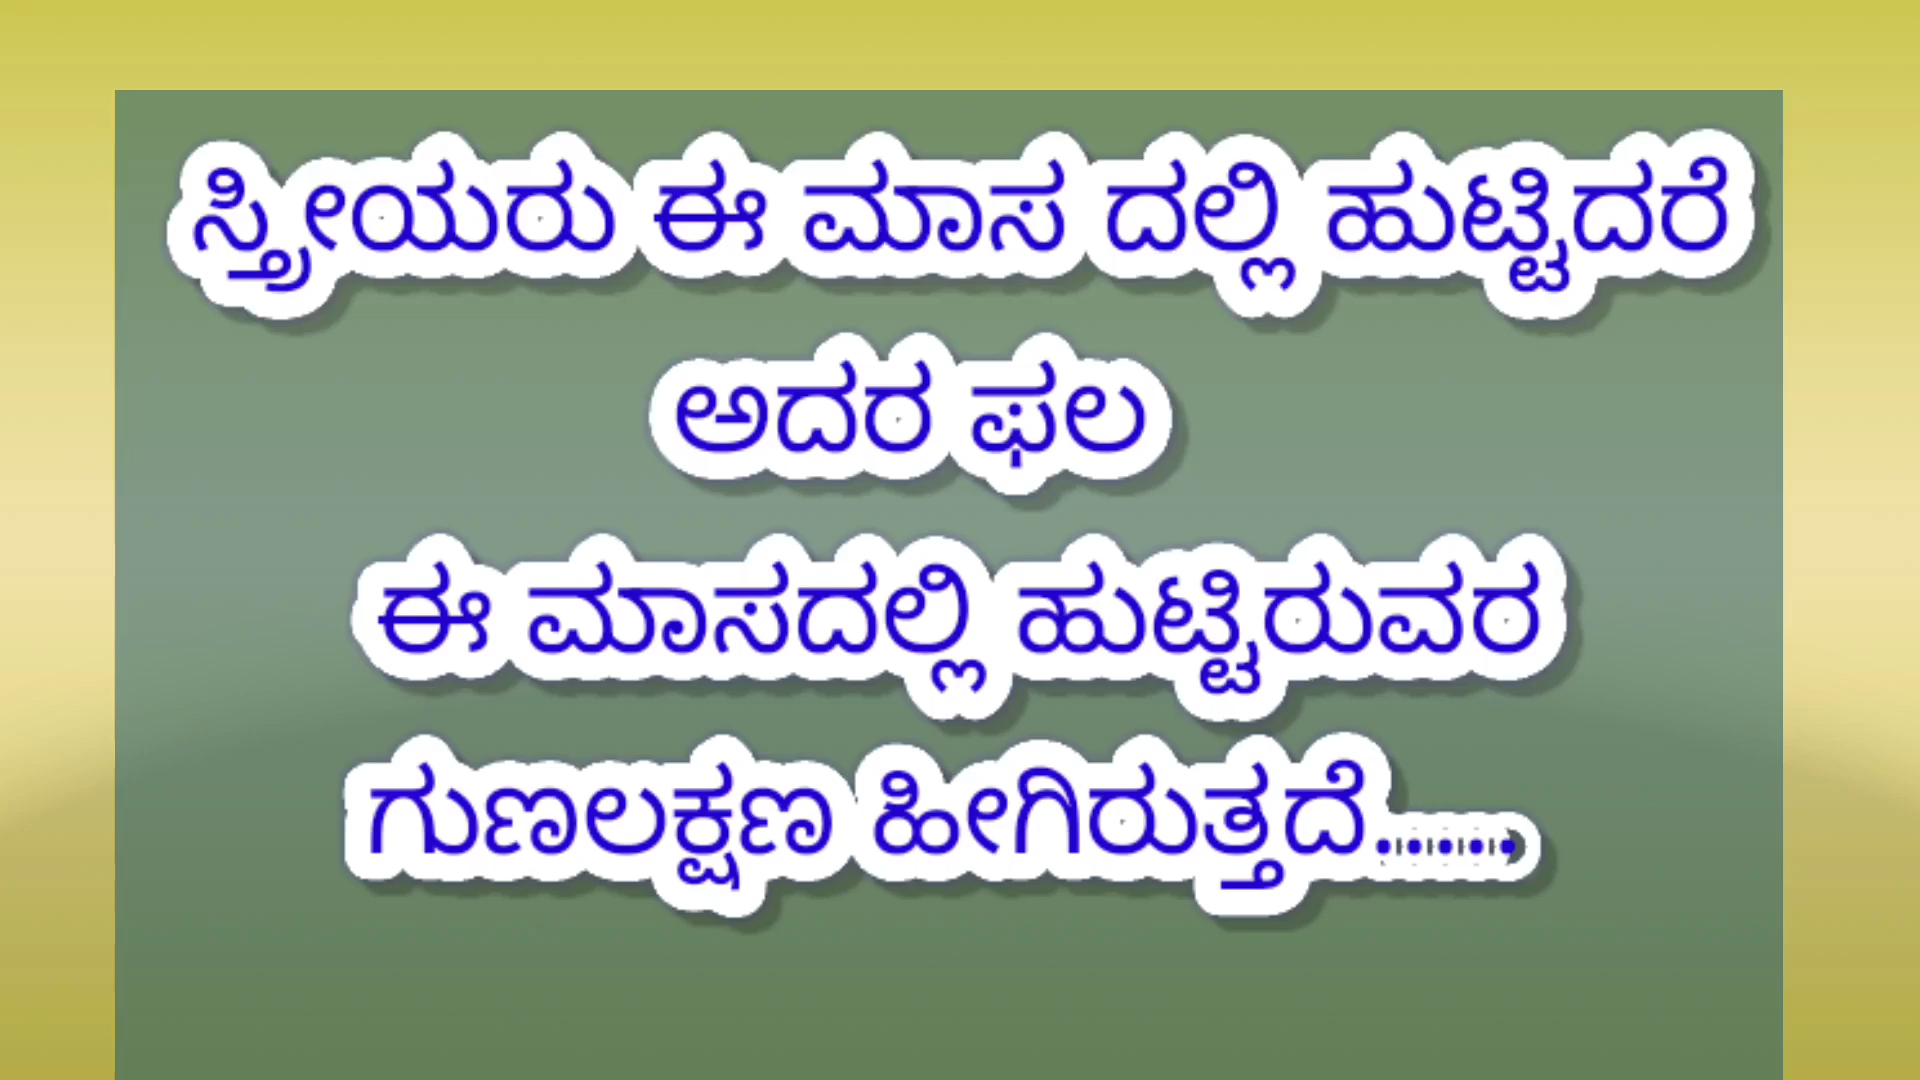 ಸ್ತ್ರೀಯರು ಈ ಮಾಸ ದಲ್ಲಿ ಹುಟ್ಟಿದರೆ
ಅದರ ಫಲ
ಈ ಮಾಸದಲ್ಲಿ ಹುಟ್ಟಿರುವರ
ಗುಣಲಕ್ಷಣ ಹೀಗಿರುತ್ತದೆ.....